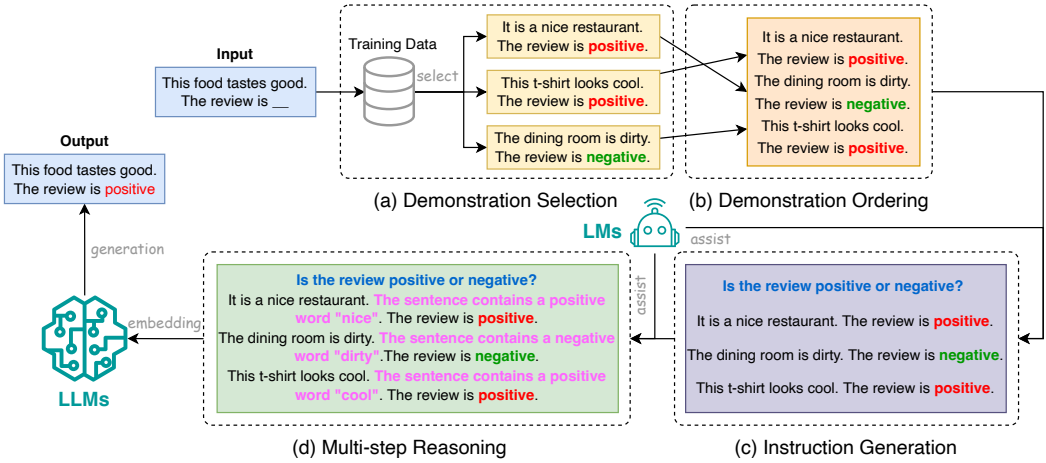 Input
This food tastes good.
The review is __
Training Data
select
It is a nice restaurant.
The review is positive.
This t-shirt looks cool.
The review is positive.
The dining room is dirty.
The review is negative.
(a) Demonstration Selection
It is a nice restaurant.
The review is positive.
The dining room is dirty.
The review is negative.
This t-shirt looks cool.
The review is positive.
(b) Demonstration Ordering
LMs
assist
assist
Is the review positive or negative?
It is a nice restaurant. The review is positive.
The dining room is dirty. The review is negative.
This t-shirt looks cool. The review is positive.
(c) Instruction Generation
Is the review positive or negative?
It is a nice restaurant. The sentence contains a positive
word "nice". The review is positive.
The dining room is dirty. The sentence contains a negative
word "dirty".The review is negative.
This t-shirt looks cool. The sentence contains a positive
word "cool". The review is positive.
(d) Multi-step Reasoning
embedding
LLMs
generation
Output
This food tastes good.
The review is positive